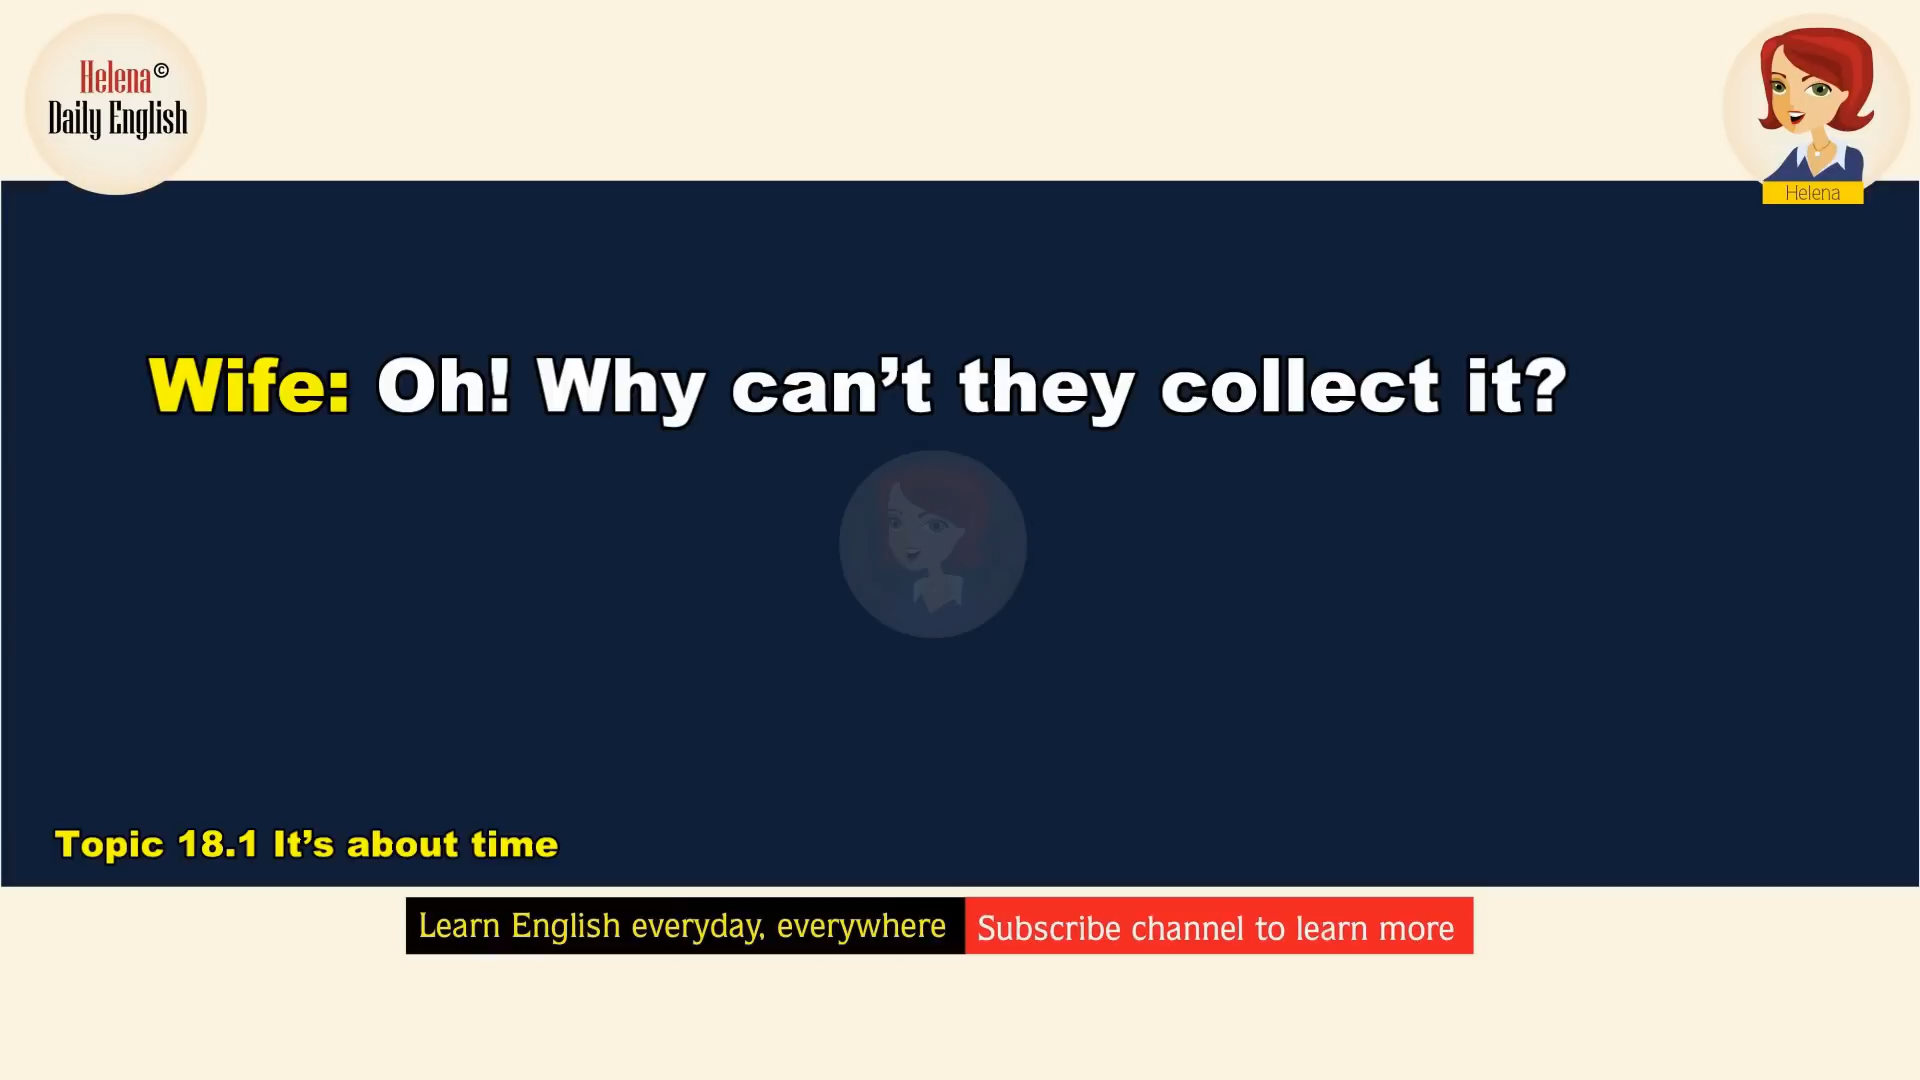 Helena©
Daily English
Helena
Wife: Oh! Why can’t they collect it?
Topic 18.1 It’s about time
Learn English everyday, everywhere
Subscribe channel to learn more